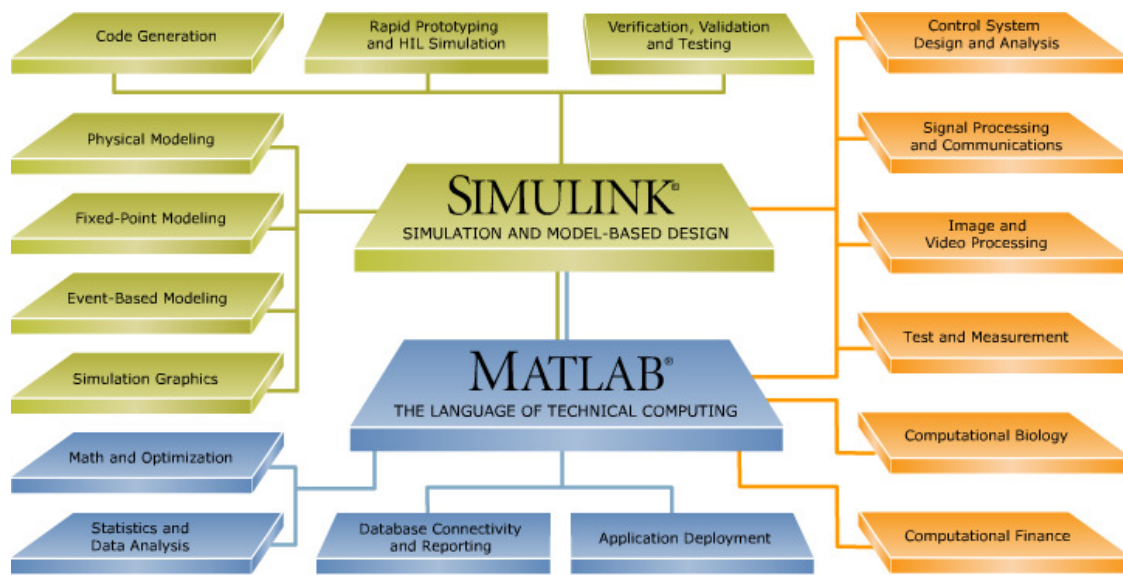 Code Generation
Rapid Prototyping
and HIL Simulation
Verification, Validation
and Testing
Control System
Design and Analysis
Physical Modeling
Signal Processing
and Communications
SIMULINK®
SIMULATION AND MODEL-BASED DESIGN
Fixed-Point Modeling
Image and
Video Processing
Event-Based Modeling
Test and Measurement
Simulation Graphics
MATLAB®
THE LANGUAGE OF TECHNICAL COMPUTING
Math and Optimization
Computational Biology
Statistics and
Data Analysis
Database Connectivity
and Reporting
Application Deployment
Computational Finance